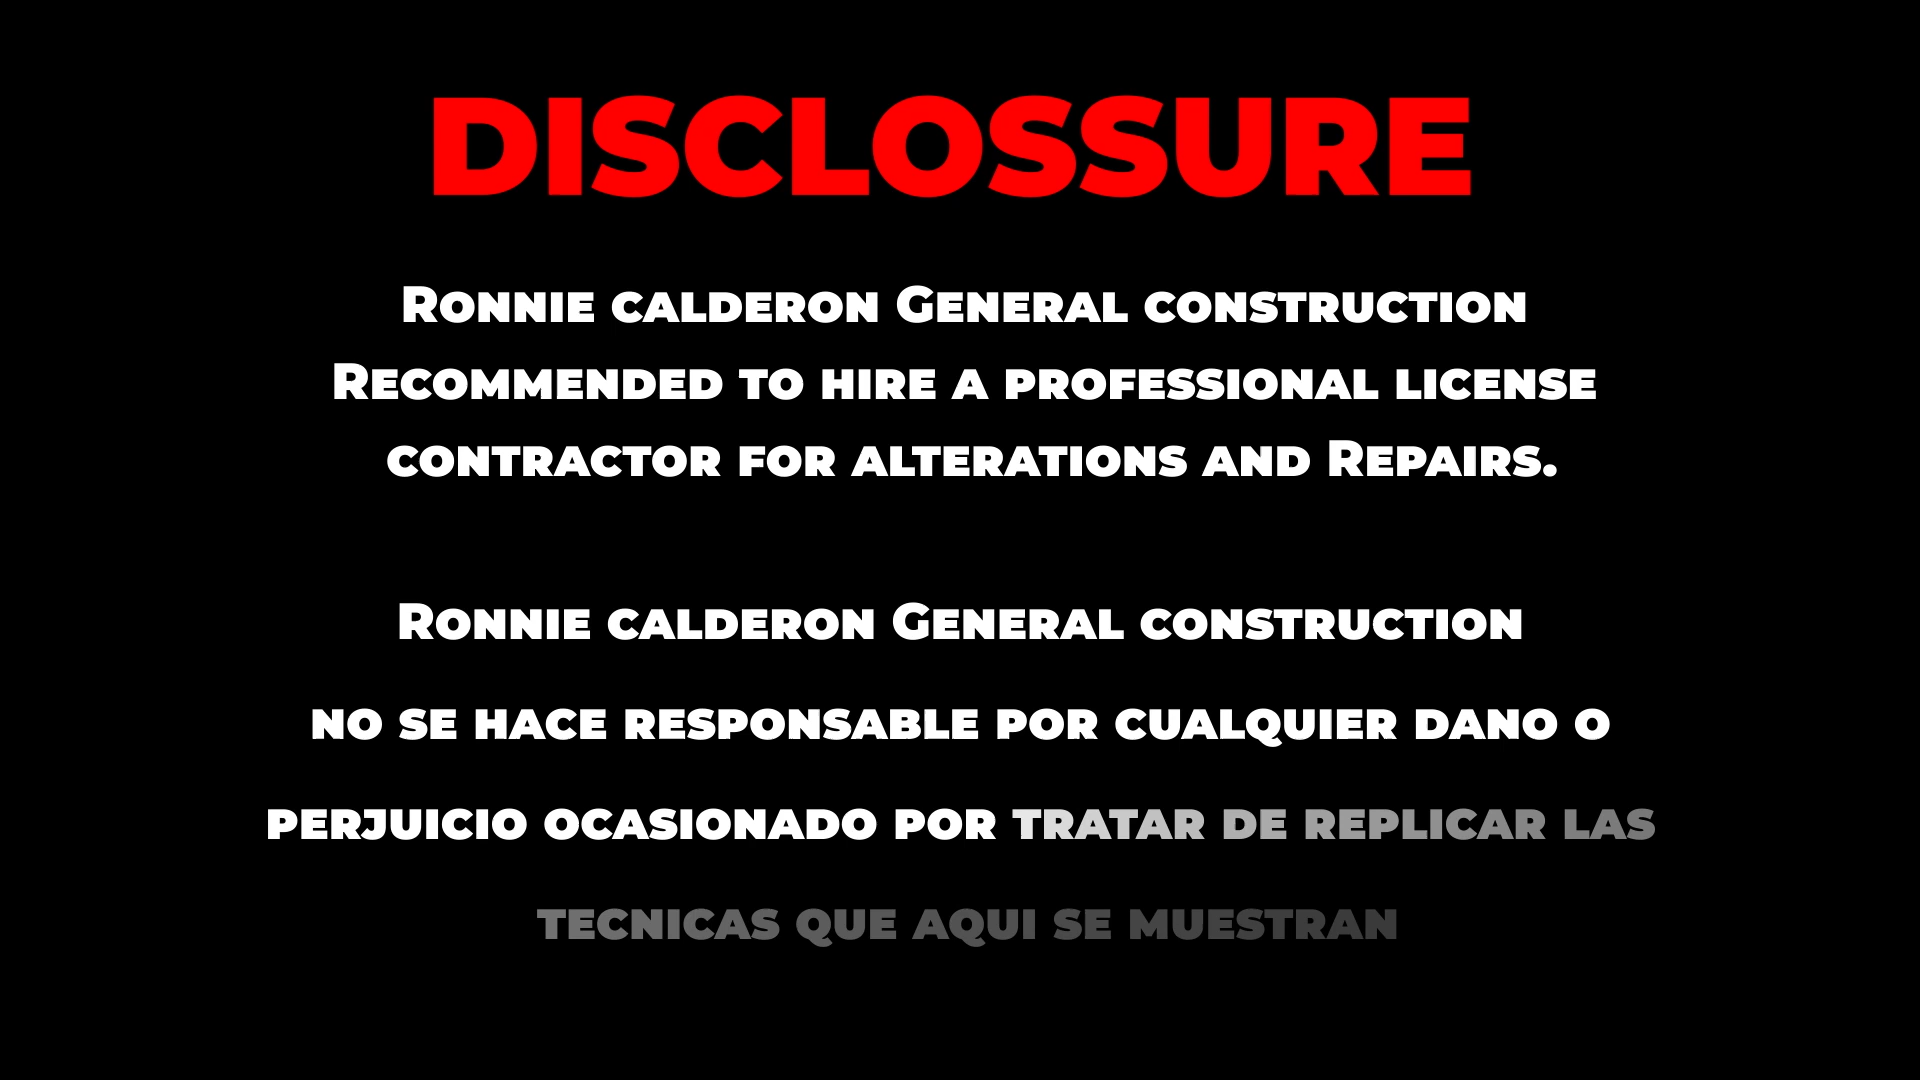 DISCLOSSURE
Ronnie calderon General construction
Recommended to hire a professional license
contractor for alterations and Repairs.
Ronnie calderon General construction
no se hace responsable por cualquier dano o
perjuicio ocasionado por tratar de replicar las
tecnicas que aqui se muestran